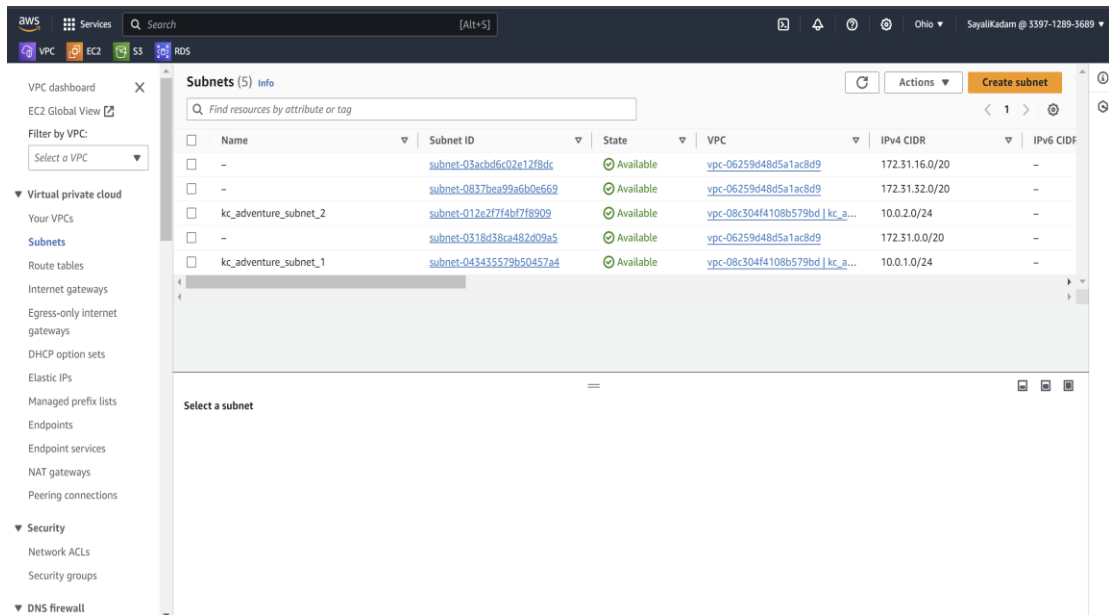 aws Services Search [Alt+S] Ohio SayaliKadam @ 3397-1289-3689
VPC EC2 S3 RDS
VPC dashboard
EC2 Global View
Filter by VPC:
Select a VPC
Virtual private cloud
Your VPCs
Subnets
Route tables
Internet gateways
Egress-only internet
gateways
DHCP option sets
Elastic IPs
Managed prefix lists
Endpoints
Endpoint services
NAT gateways
Peering connections
Security
Network ACLs
Security groups
DNS firewall
Subnets (5) Info Actions Create subnet
Find resources by attribute or tag 1
Name Subnet ID State VPC IPv4 CIDR IPv6 CIDR
– subnet-03acbd6c02e12f8dc Available vpc-06259d48d5a1ac8d9 172.31.16.0/20 –
– subnet-0837bea99a6b0e669 Available vpc-06259d48d5a1ac8d9 172.31.32.0/20 –
kc_adventure_subnet_2 subnet-012e2f7f4bf7f8909 Available vpc-08c304f4108b579bd | kc_a... 10.0.2.0/24 –
– subnet-0318d38ca482d09a5 Available vpc-06259d48d5a1ac8d9 172.31.0.0/20 –
kc_adventure_subnet_1 subnet-043435579b50457a4 Available vpc-08c304f4108b579bd | kc_a... 10.0.1.0/24 –
Select a subnet